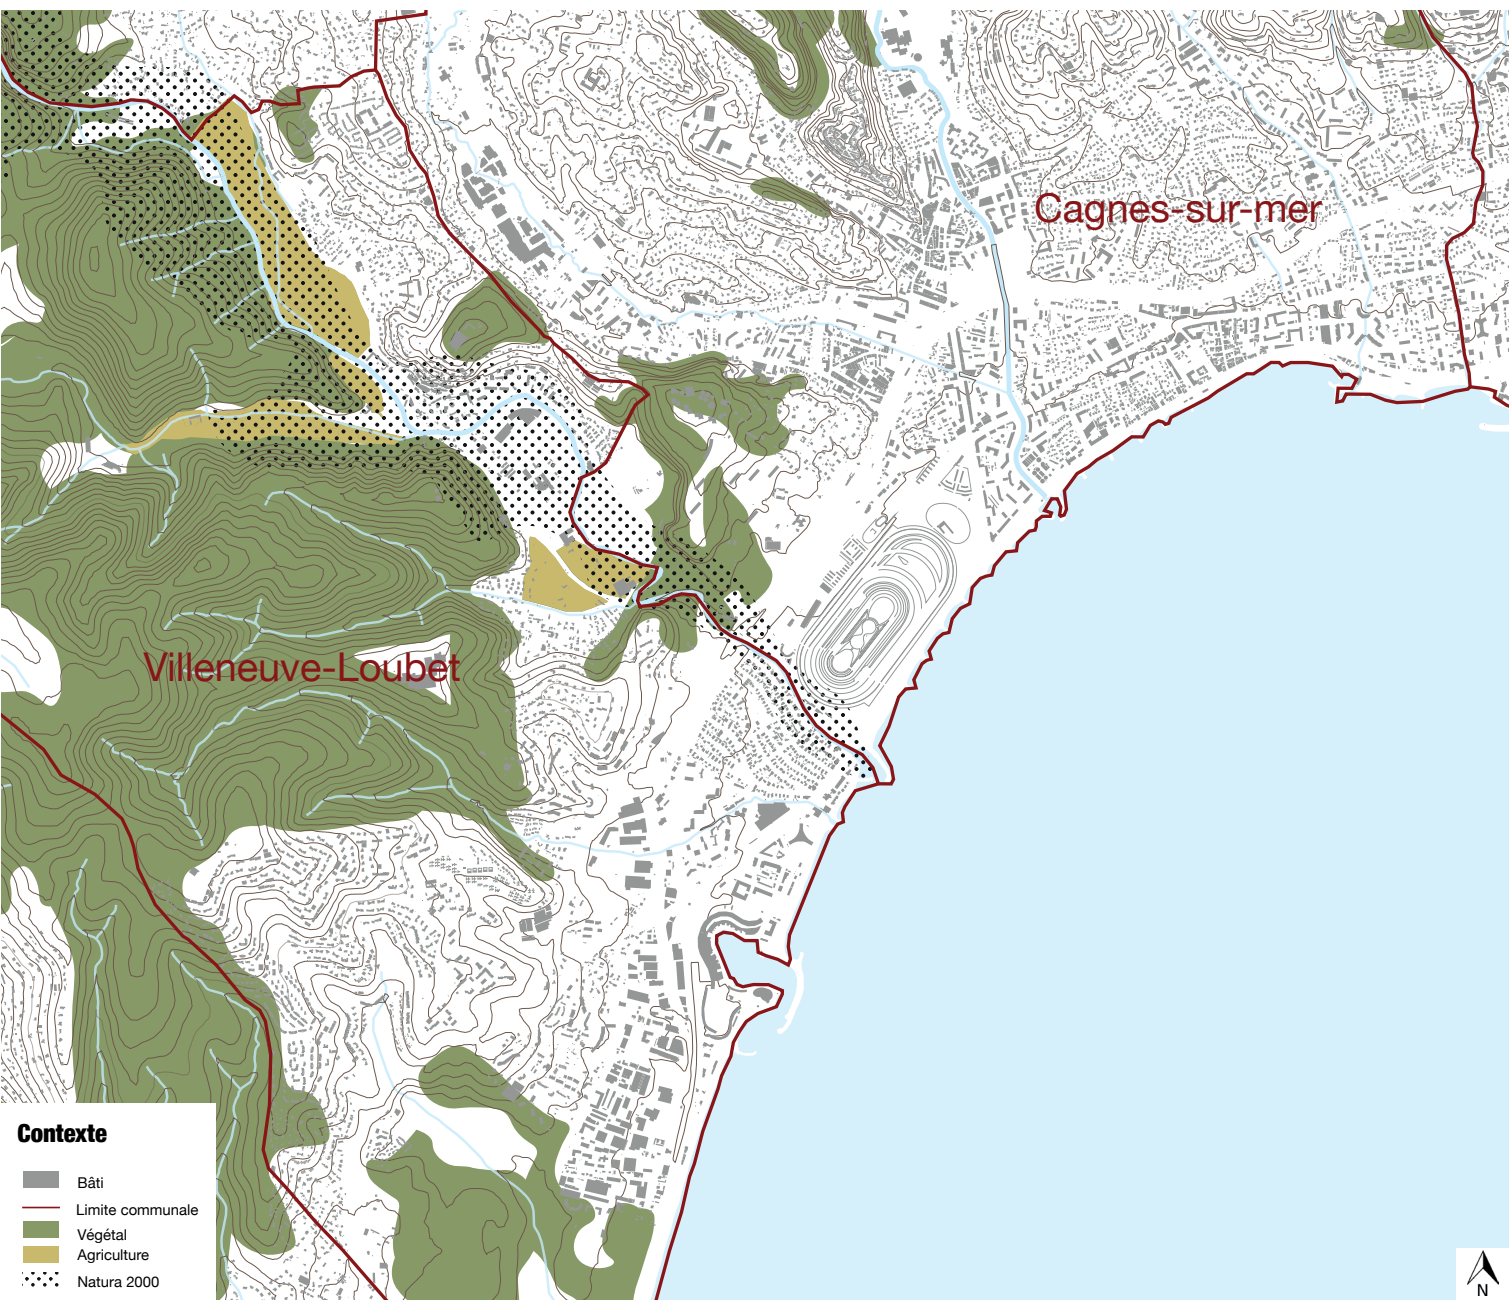 Cagnes-sur-mer
Villeneuve-Loubet
Contexte
Bâti
Limite communale
Végétal
Agriculture
Natura 2000
N